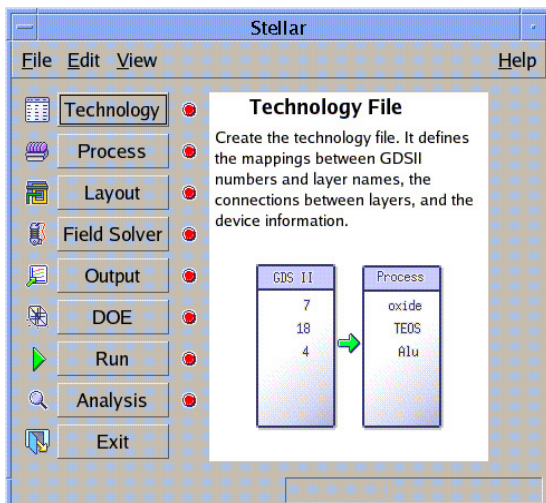 Stellar
File Edit View Help
Technology
Process
Layout
Field Solver
Output
DOE
Run
Analysis
Exit
Technology File
Create the technology file. It defines
the mappings between GDSII
numbers and layer names, the
connections between layers, and the
device information.
GDS II
7
18
4
Process
oxide
TEOS
Alu